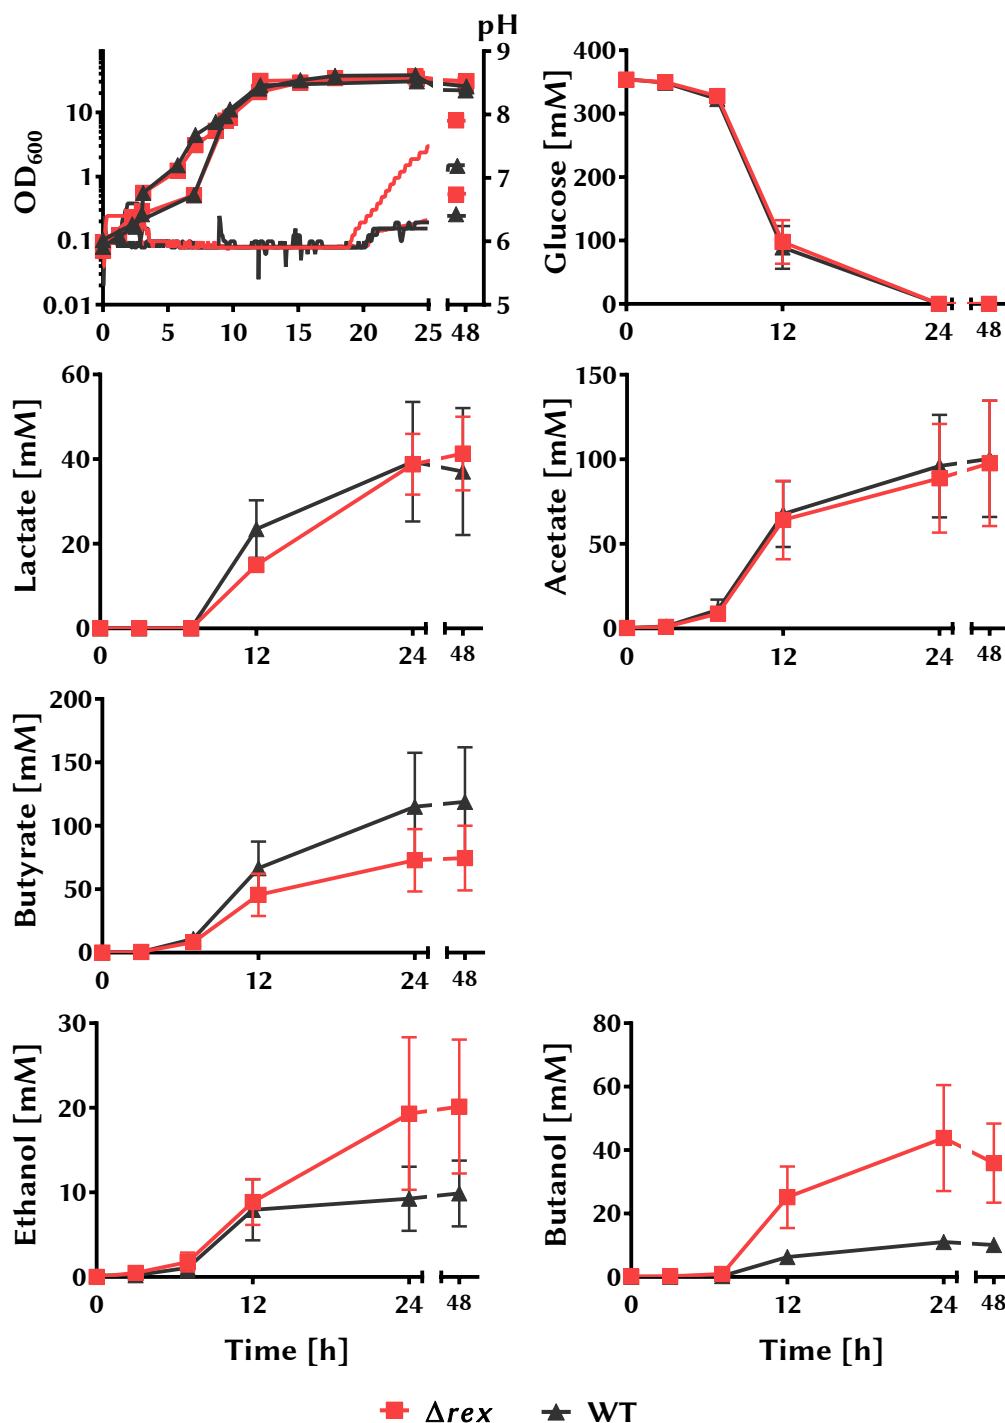 pH
OD600
10
1
0.1
0.01
9
8
7
6
5
0 5 10 15 20 25 48
Glucose [mM]
400
300
200
100
0
0 12 24 48
Lactate [mM]
60
40
20
0
0 12 24 48
Acetate [mM]
150
100
50
0
0 12 24 48
Butyrate [mM]
200
150
100
50
0
0 12 24 48
Ethanol [mM]
30
20
10
0
0 12 24 48
Time [h]
Butanol [mM]
80
60
40
20
0
0 12 24 48
Time [h]
Δrex WT